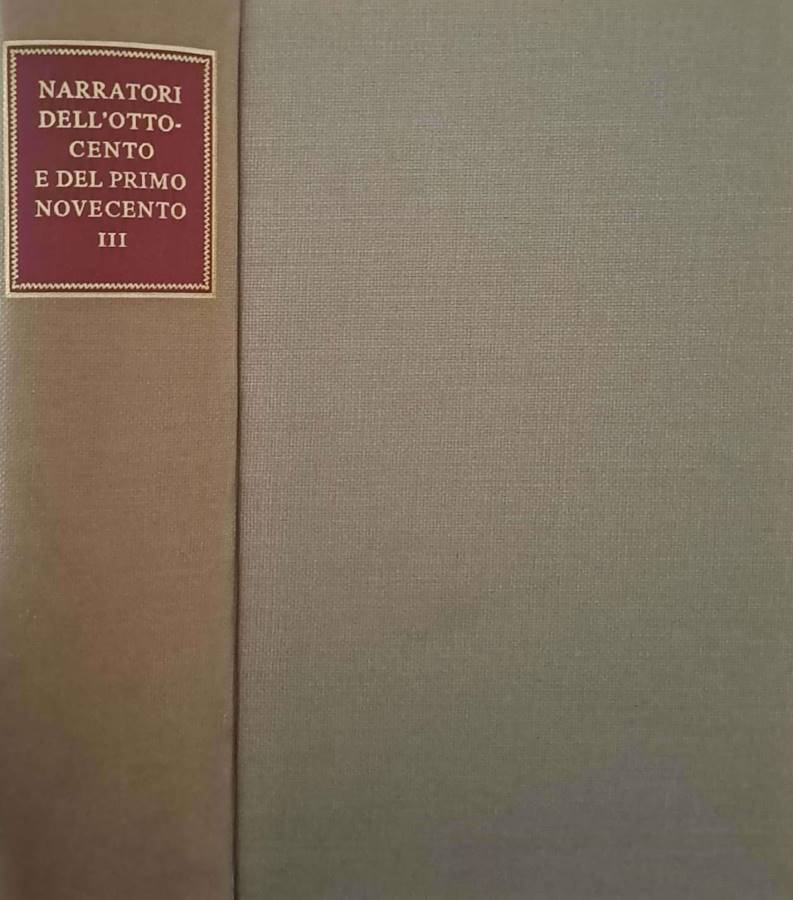 NARRATORI
DELL'OTTO-
CENTO
E DEL PRIMO
NOVECENTO
III